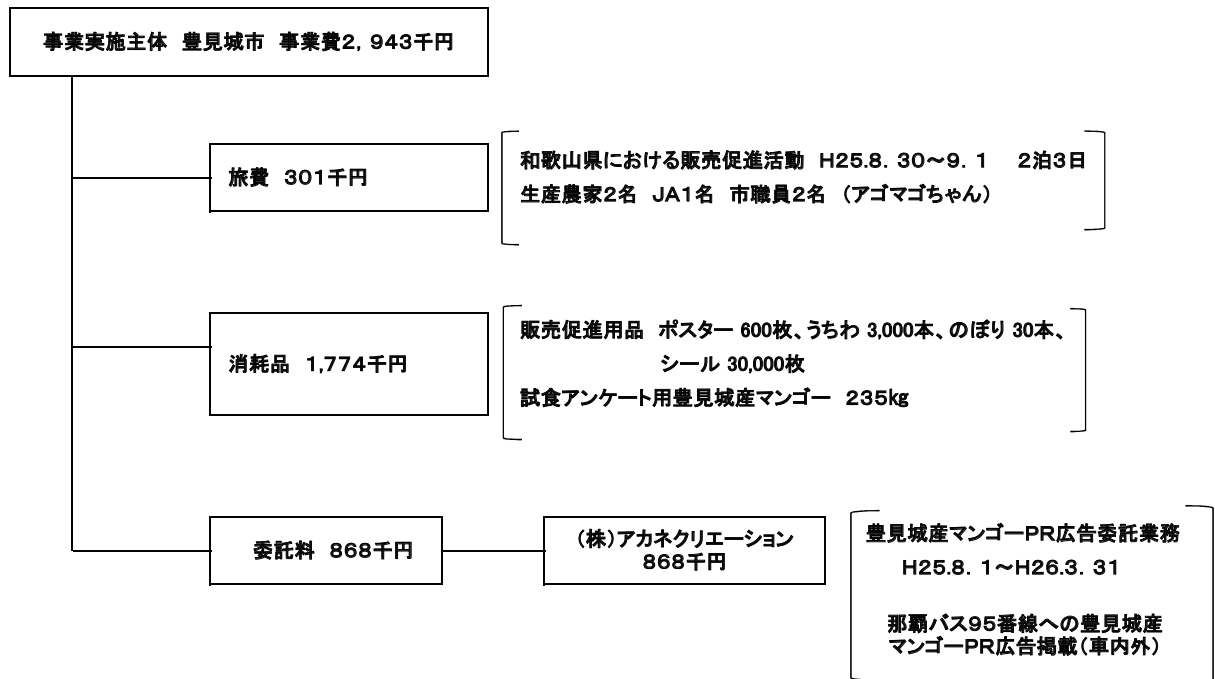 事業実施主体　豊見城市　事業費２，９４３千円
旅費　３０１千円
和歌山県における販売促進活動　H25.8．30～9．1　２泊３日
生産農家２名　JA１名　市職員２名　（アゴマゴちゃん）
消耗品　1,774千円
販売促進用品　ポスター 600枚、うちわ 3,000本、のぼり 30本、
シール 30,000枚
試食アンケート用豊見城産マンゴー　２３５㎏
委託料　８６８千円
（株）アカネクリエーション
８６８千円
豊見城産マンゴーＰＲ広告委託業務
H25.8．1～H26.3．31
那覇バス９５番線への豊見城産
マンゴーＰＲ広告掲載（車内外）